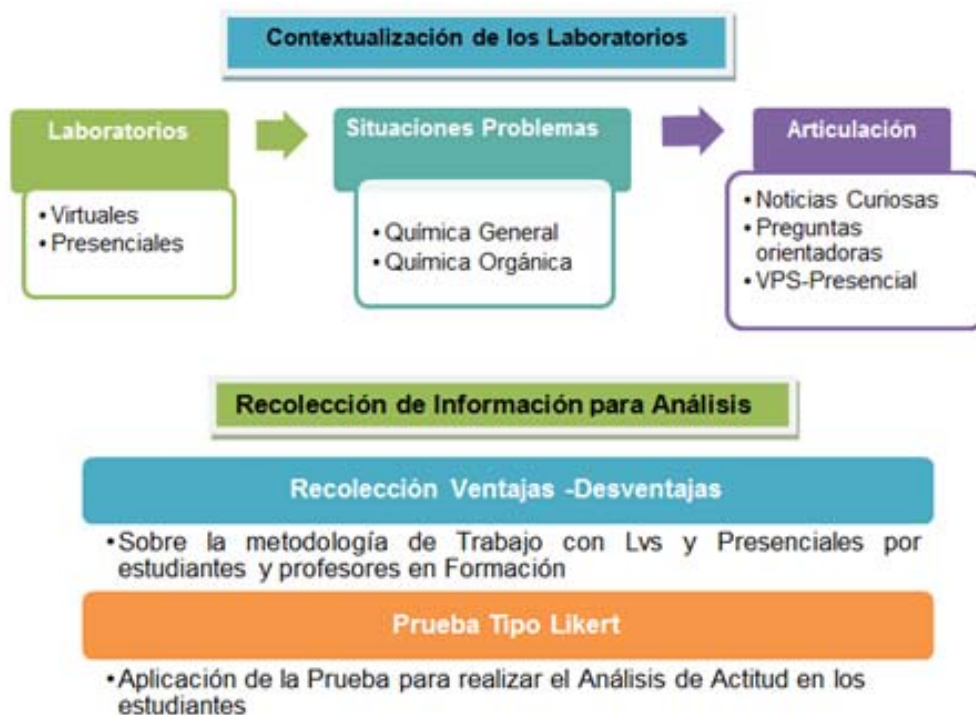 Contextualización de los Laboratorios
Laboratorios
• Virtuales
• Presenciales
Situaciones Problemas
• Química General
• Química Orgánica
Articulación
• Noticias Curiosas
• Preguntas
orientadoras
• VPS-Presencial
Recolección de Información para Análisis
Recolección Ventajas -Desventajas
• Sobre la metodología de Trabajo con Lvs y Presenciales por
estudiantes y profesores en Formación
Prueba Tipo Likert
• Aplicación de la Prueba para realizar el Análisis de Actitud en los
estudiantes